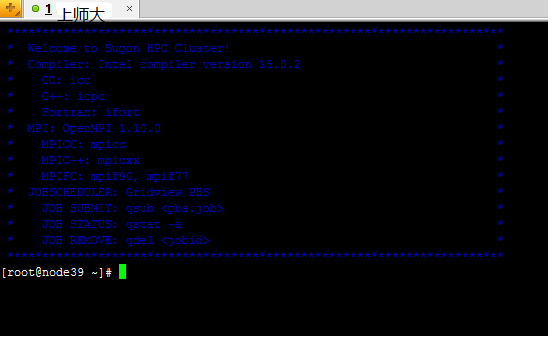 1 上师大 ×
********************************************************************
* Welcome to Sugon HPC Cluster! *
* Compiler: Intel compiler version 15.0.2 *
* CC: icc *
* C++: icpc *
* Fortran: ifort *
* MPI: OpenMPI 1.10.0 *
* MPICC: mpicc *
* MPIC++: mpicxx *
* MPIFC: mpif90, mpif77 *
* JOBSCHEDULER: Gridview PBS *
* JOB SUBMIT: qsub <pbs.job> *
* JOB STATUS: qstat -a *
* JOB REMOVE: qdel <jobid> *
********************************************************************
[root@node39 ~]#